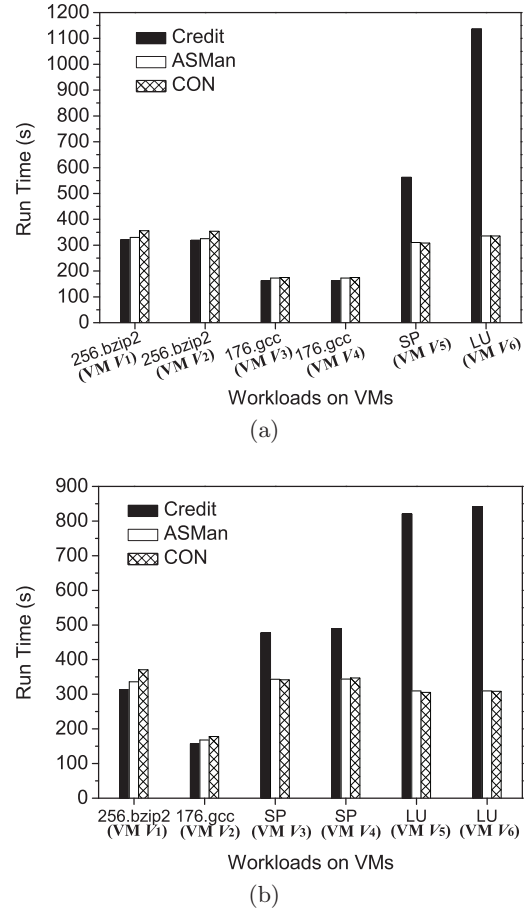 1200
1100
1000
900
800
700
600
500
400
300
200
100
0
Run Time (s)
Credit
ASMan
CON
256.bzip2 256.bzip2 176.gcc 176.gcc SP LU
(VM V1) (VM V2) (VM V3) (VM V4) (VM V5) (VM V6)
Workloads on VMs
(a)
900
800
700
600
500
400
300
200
100
0
Run Time (s)
Credit
ASMan
CON
256.bzip2 176.gcc SP SP LU LU
(VM V1) (VM V2) (VM V3) (VM V4) (VM V5) (VM V6)
Workloads on VMs
(b)